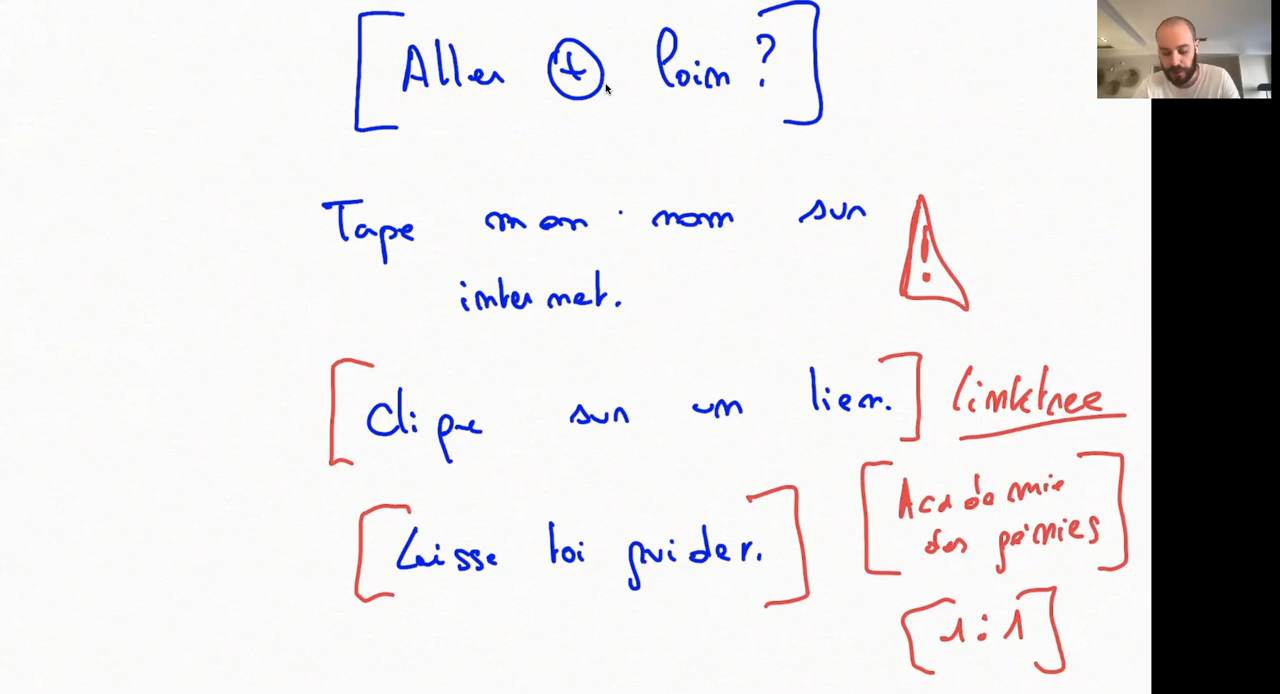 [Aller + loin ?]
Tape mon nom sur !
internet.
[Clique sur un lien.] linktree
[Académie
des génies]
[Laisse toi guider.]
[1:1]